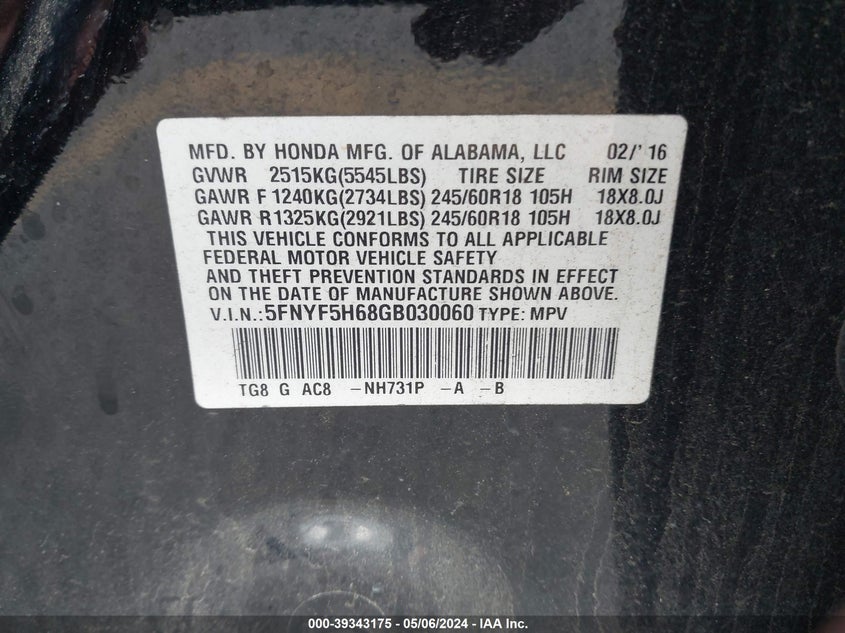 MFD. BY HONDA MFG. OF ALABAMA, LLC 02/'16
GVWR 2515KG(5545LBS) TIRE SIZE RIM SIZE
GAWR F 1240KG(2734LBS) 245/60R18 105H 18X8.0J
GAWR R 1325KG(2921LBS) 245/60R18 105H 18X8.0J
THIS VEHICLE CONFORMS TO ALL APPLICABLE
FEDERAL MOTOR VEHICLE SAFETY
AND THEFT PREVENTION STANDARDS IN EFFECT
ON THE DATE OF MANUFACTURE SHOWN ABOVE.
V.I.N.:5FNYF5H68GB030060 TYPE: MPV
TG8 G AC8 -NH731P -A -B
000-39343175 - 05/06/2024 - IAA Inc.